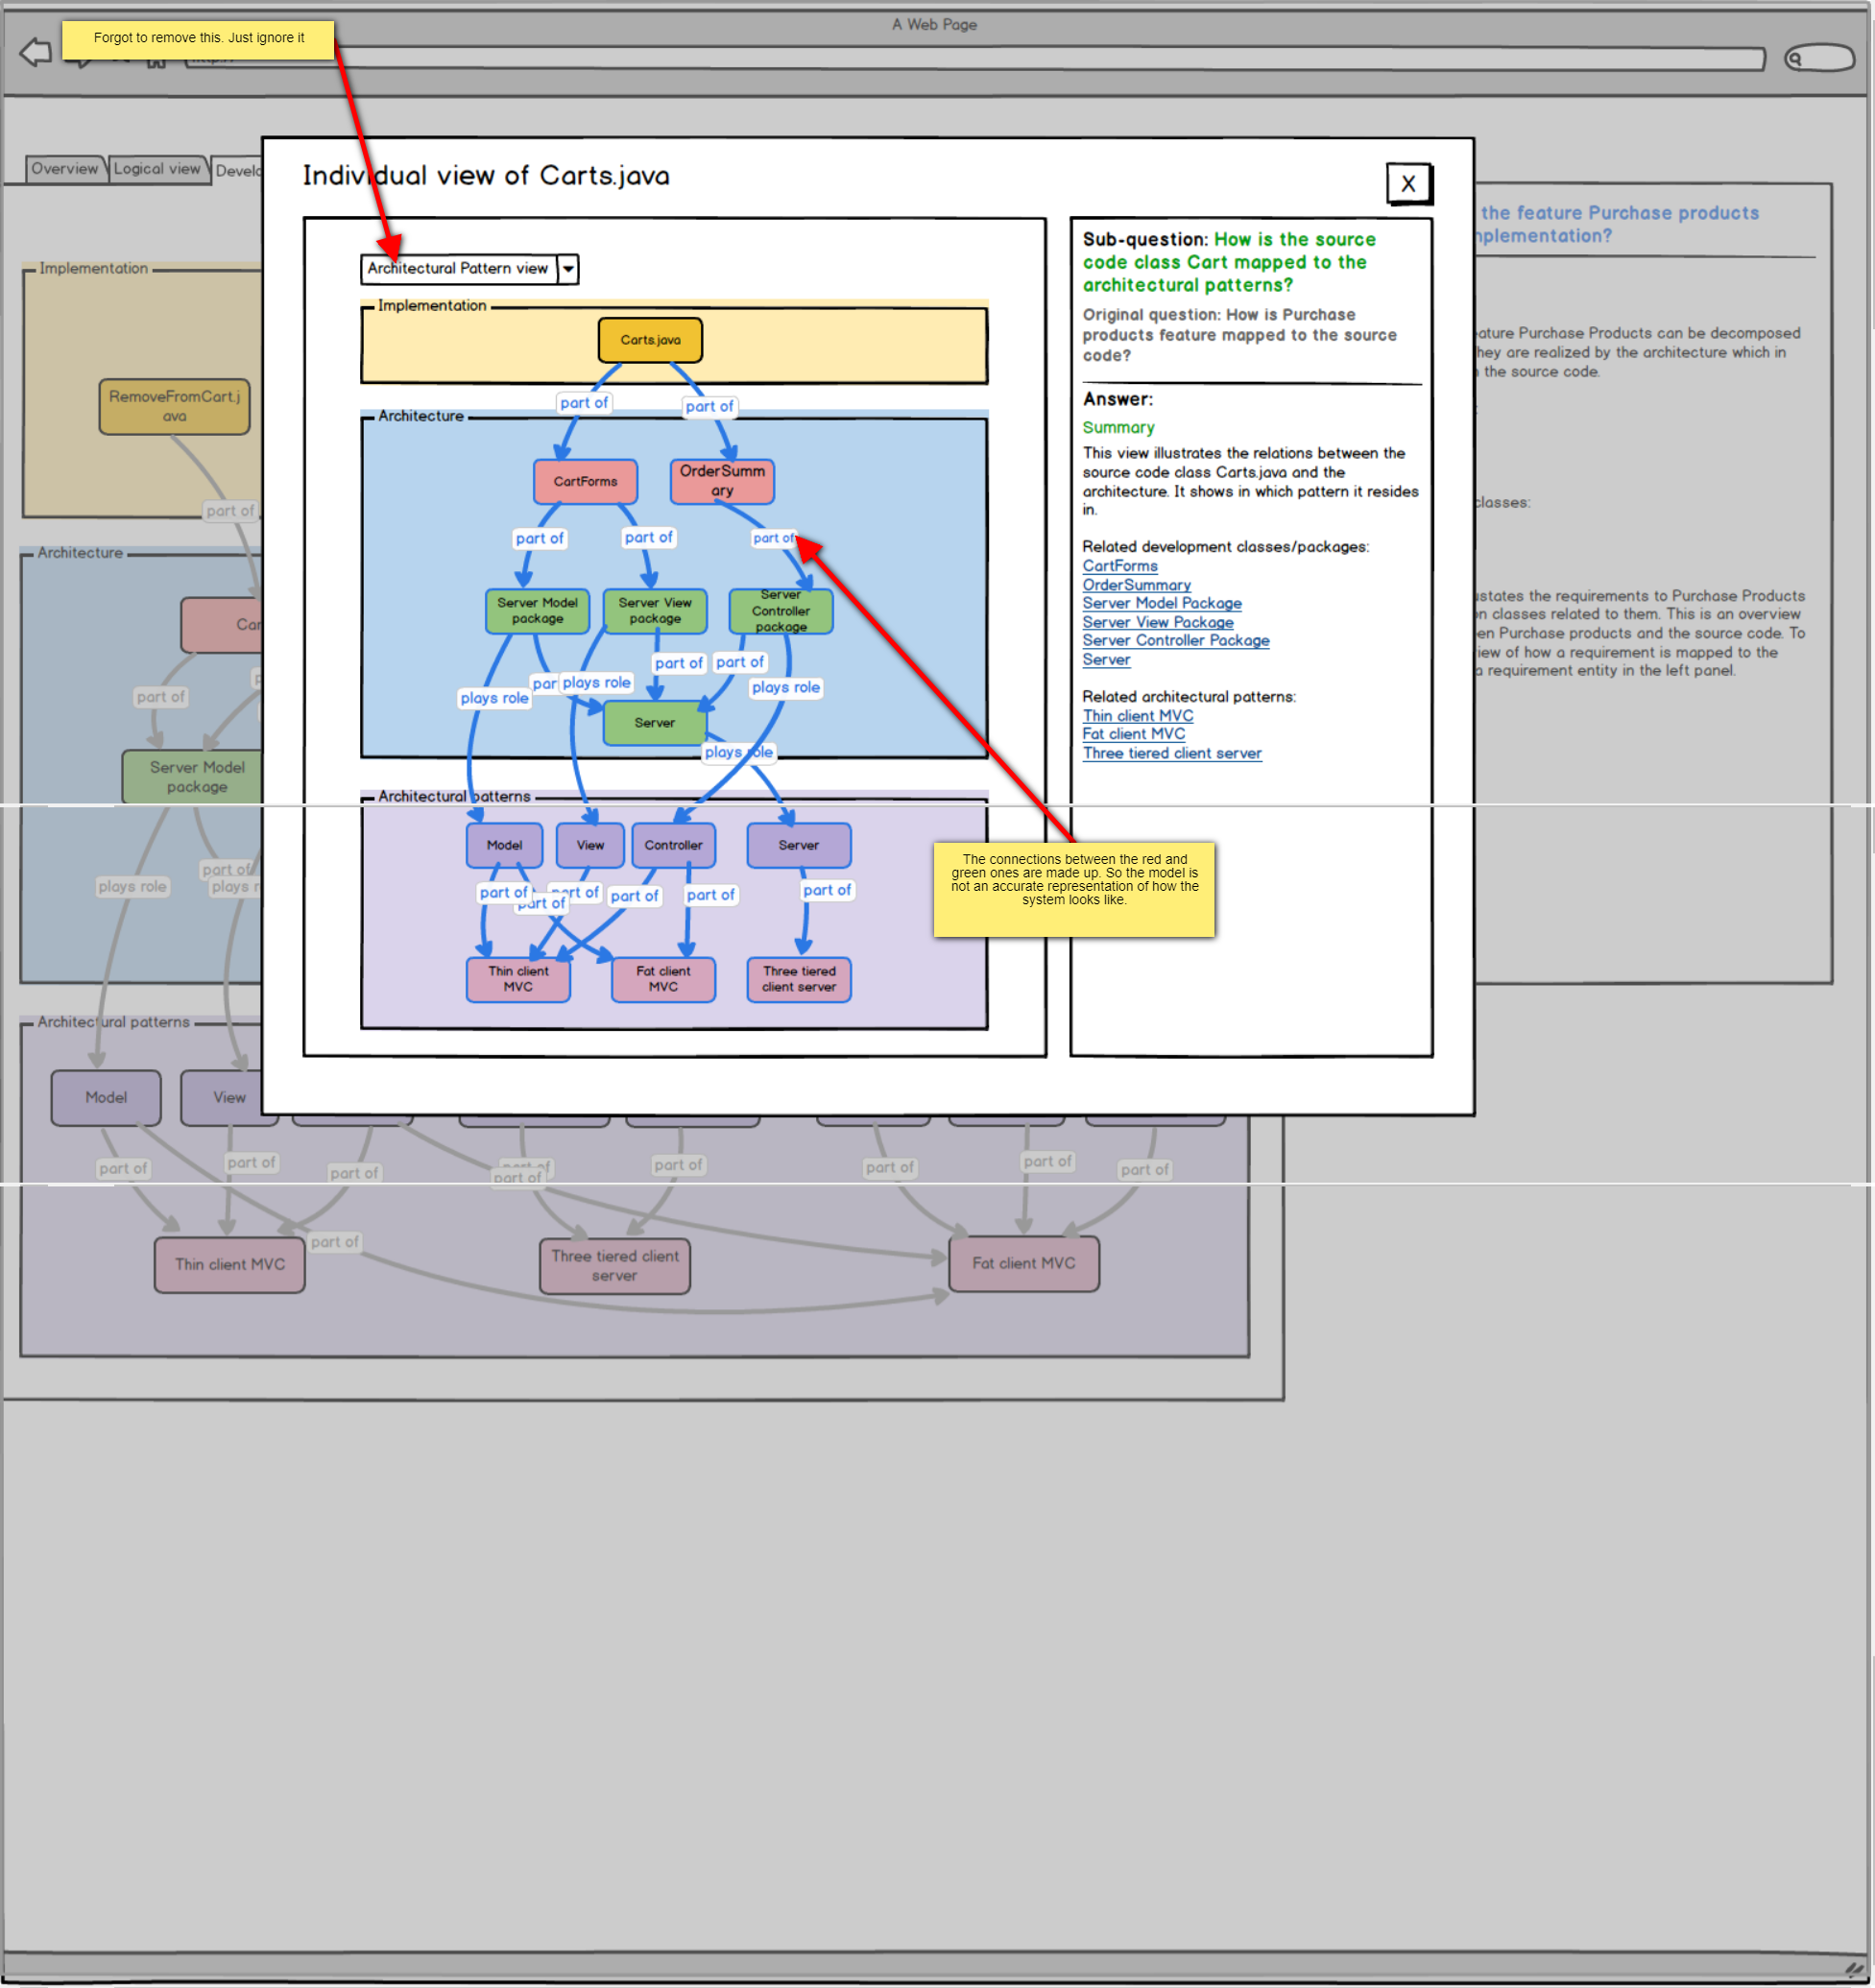 A Web Page
Forgot to remove this. Just ignore it
Overview
Logical view
Individual view of Carts.java
X
Architectural Pattern view
Implementation
Carts.java
part of
part of
Architecture
CartForms
OrderSumm
ary
part of
part of
part of
Server Model
package
Server View
package
Server
Controller
package
part of
part of
plays role
plays role
plays role
Server
plays role
Architectural patterns
Model
View
Controller
Server
part of
part of
part of
part of
part of
part of
Thin client
MVC
Fat client
MVC
Three tiered
client server
Sub-question: How is the source
code class Cart mapped to the
architectural patterns?
Original question: How is Purchase
products feature mapped to the source
code?
Answer:
Summary
This view illustrates the relations between the
source code class Carts.java and the
architecture. It shows in which pattern it resides
in.
Related development classes/packages:
CartForms
OrderSummary
Server Model Package
Server View Package
Server Controller Package
Server
Related architectural patterns:
Thin client MVC
Fat client MVC
Three tiered client server
The connections between the red and
green ones are made up. So the model is
not an accurate representation of how the
system looks like.
Implementation
RemoveFromCart.j
ava
part of
Architecture
part of
Server Model
package
part of
plays role
Architectural patterns
Model
View
part of
part of
part of
part of
part of
part of
part of
part of
part of
part of
Thin client MVC
Three tiered client
server
Fat client MVC
the feature Purchase products
Purchase Products can be decomposed
they are realized by the architecture which in
the source code.
classes:
the requirements to Purchase Products
classes related to them. This is an overview
Purchase products and the source code. To
of how a requirement is mapped to the
a requirement entity in the left panel.